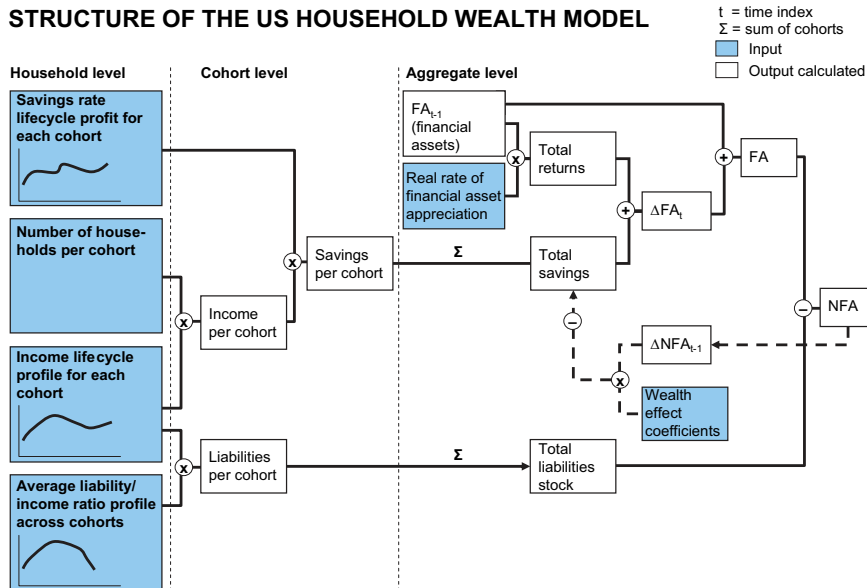 STRUCTURE OF THE US HOUSEHOLD WEALTH MODEL
t = time index
Σ = sum of cohorts
Input
Output calculated
Household level
Cohort level
Aggregate level
Savings rate
lifecycle profit for
each cohort
Number of house-
holds per cohort
Income lifecycle
profile for each
cohort
Average liability/
income ratio profile
across cohorts
x
Income
per cohort
x
Liabilities
per cohort
x
Savings
per cohort
Σ
Σ
FAt-1
(financial
assets)
Real rate of
financial asset
appreciation
x
Total
returns
Total
savings
+
ΔFAt
+
FA
–
NFA
–
ΔNFAt-1
x
Wealth
effect
coefficients
Total
liabilities
stock